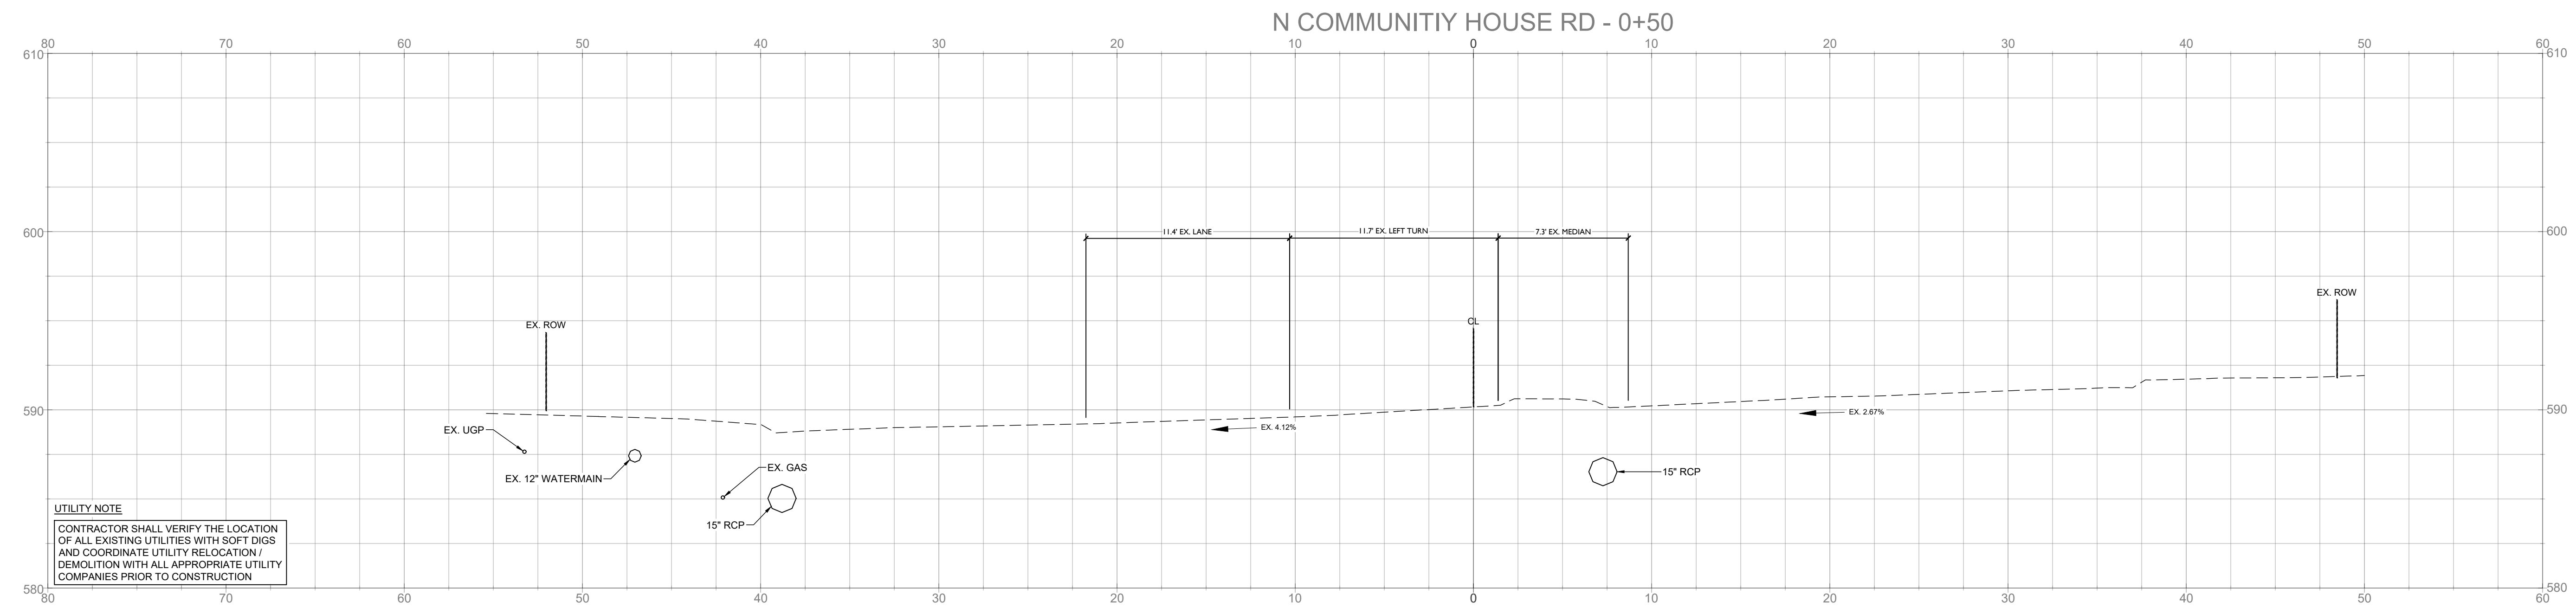 N COMMUNITIY HOUSE RD - 0+50
80 70 60 50 40 30 20 10 0 10 20 30 40 50 60
610 610
600 600
11.4' EX. LANE 11.7' EX. LEFT TURN 7.3' EX. MEDIAN
EX. ROW
EX. ROW CL
590 590
EX. 2.67%
EX. UGP EX. 4.12%
EX. GAS
15" RCP
EX. 12" WATERMAIN
UTILITY NOTE
15" RCP
CONTRACTOR SHALL VERIFY THE LOCATION
OF ALL EXISTING UTILITIES WITH SOFT DIGS
AND COORDINATE UTILITY RELOCATION /
DEMOLITION WITH ALL APPROPRIATE UTILITY
COMPANIES PRIOR TO CONSTRUCTION
580 580
80 70 60 50 40 30 20 10 0 10 20 30 40 50 60